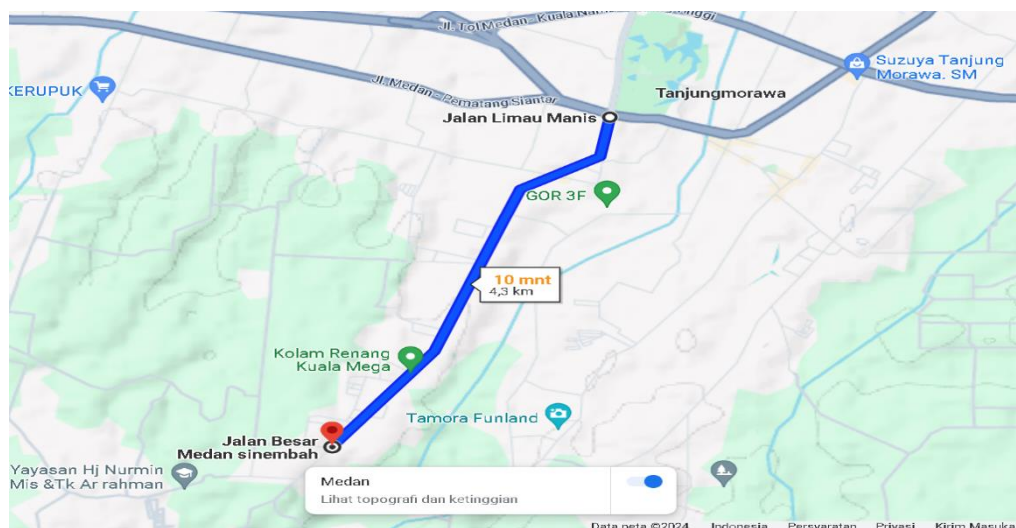 Jl. Tol Medan - Kuala Nam
Suzuya Tanjung
Morawa. SM
KERUPUK
Jl. Medan - Pematang Siantar
Tanjungmorawa
Jalan Limau Manis
GOR 3F
10 mnt
4,3 km
Kolam Renang
Kuala Mega
Tamora Funland
Jalan Besar
Medan sinembah
Yayasan Hj Nurmin
Mis &Tk Ar rahman
Medan
Lihat topografi dan ketinggian
Data peta ©2024 Indonesia Persyaratan Privasi Kirim Masuka